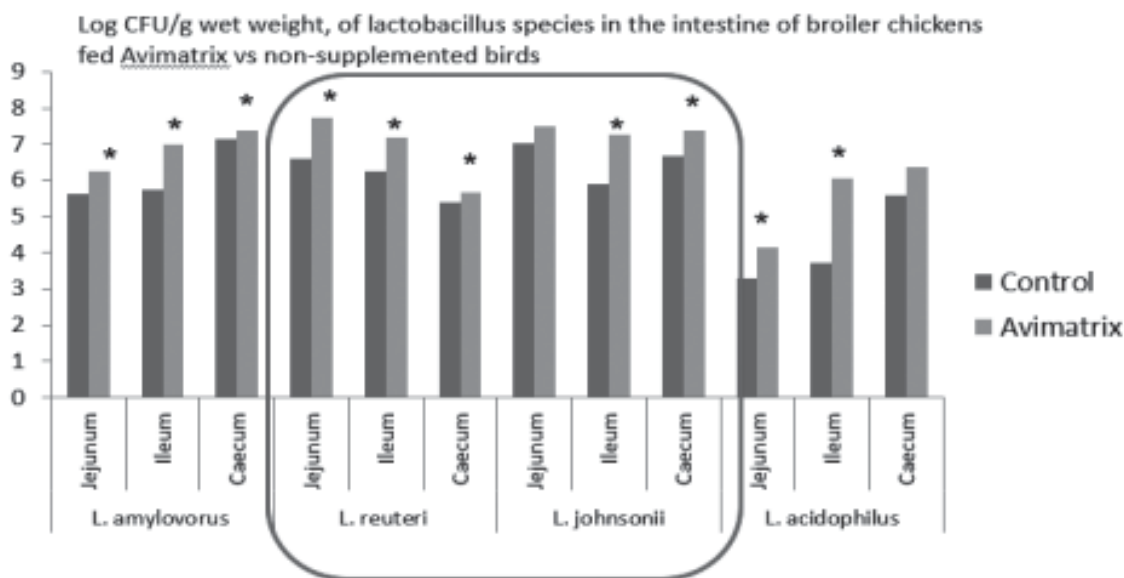 Log CFU/g wet weight, of lactobacillus species in the intestine of broiler chickens
fed Avimatrix vs non-supplemented birds
9
8
7
6
5
4
3
2
1
0
* * * * * * * * * *
Control
Avimatrix
Jejunum Ileum Caecum Jejunum Ileum Caecum Jejunum Ileum Caecum Jejunum Ileum Caecum
L. amylovorus L. reuteri L. johnsonii L. acidophilus